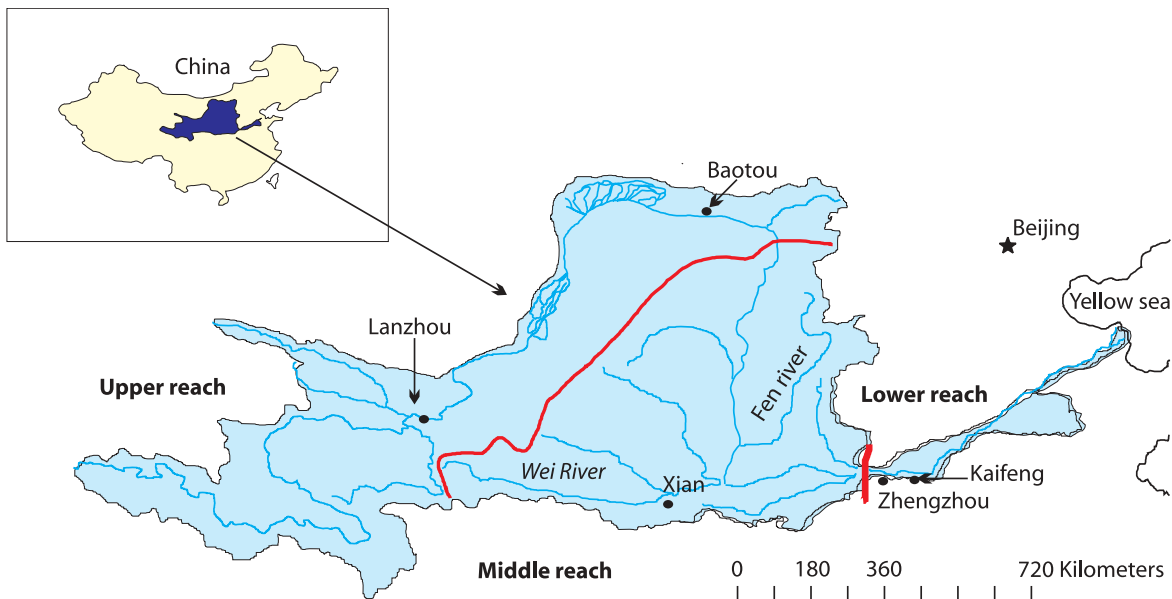 China
Baotou
Beijing
Yellow sea
Lanzhou
Upper reach
Fen river
Lower reach
Wei River
Xian
Kaifeng
Zhengzhou
Middle reach
0 180 360 720 Kilometers